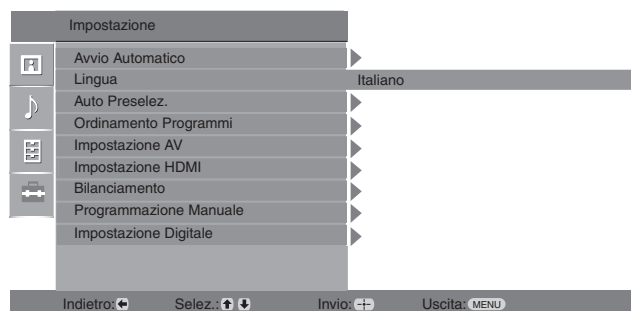 Impostazione
Avvio Automatico
Lingua Italiano
Auto Preselez.
Ordinamento Programmi
Impostazione AV
Impostazione HDMI
Bilanciamento
Programmazione Manuale
Impostazione Digitale
Indietro: Selez.: Invio: Uscita: MENU